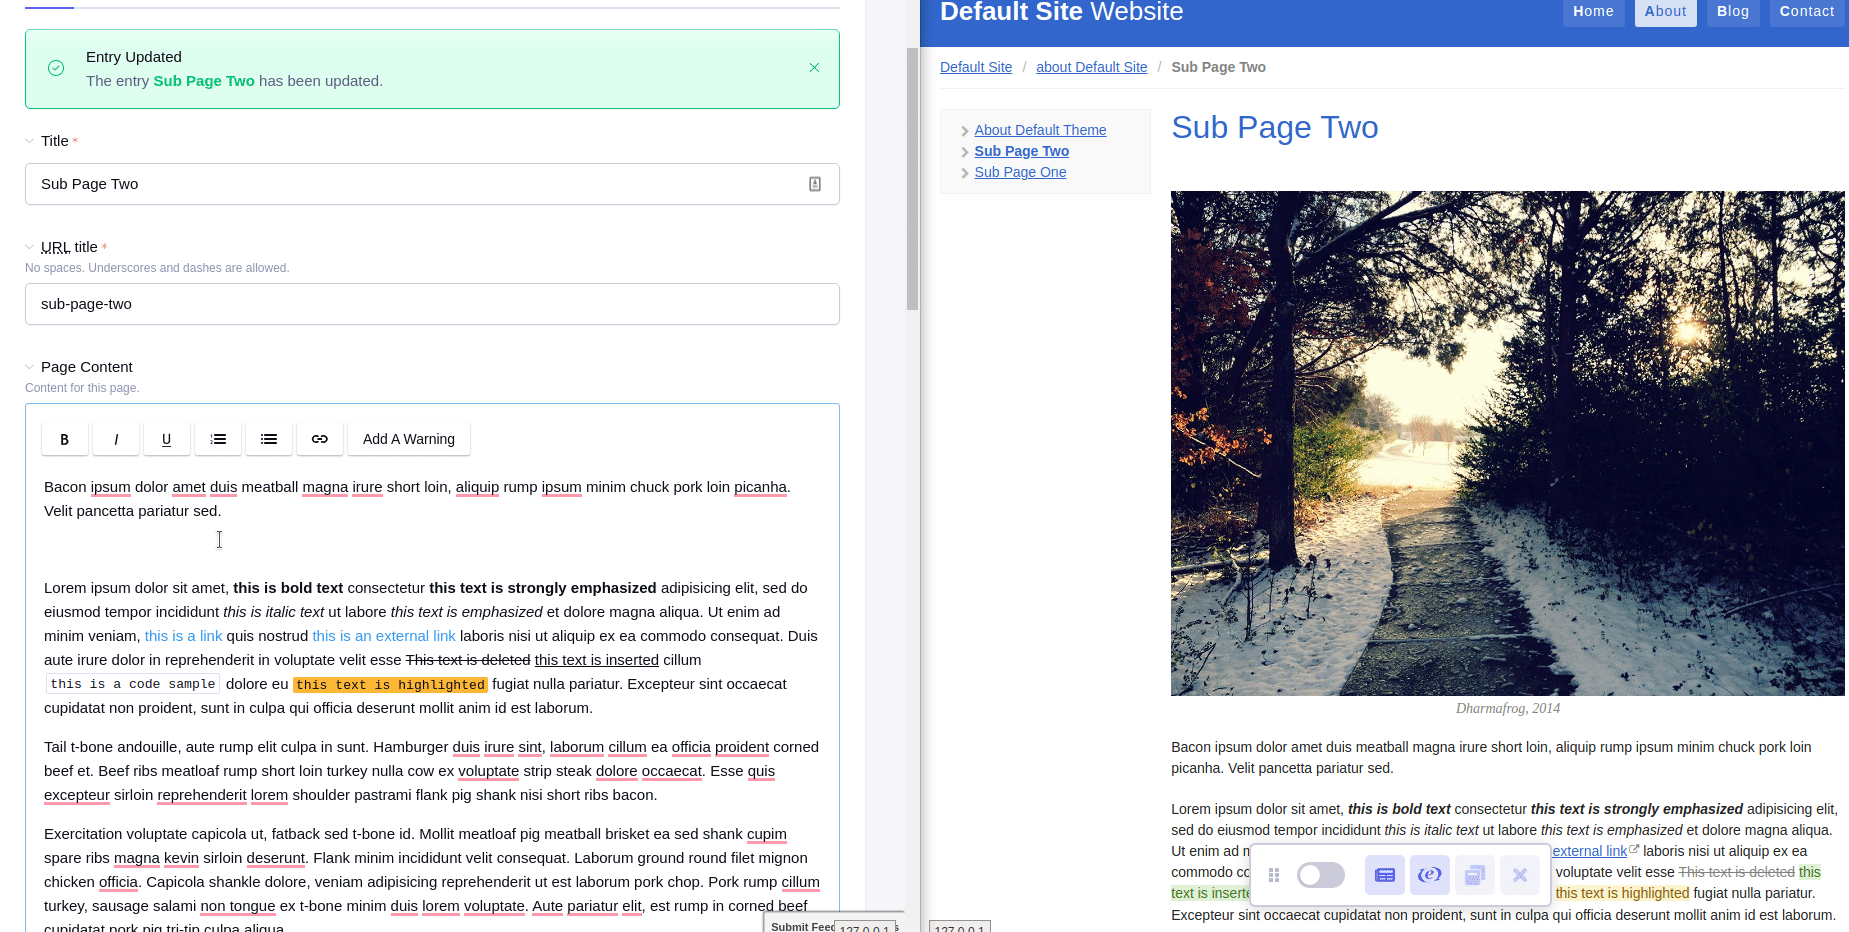 Entry Updated
The entry Sub Page Two has been updated.
Title *
Sub Page Two
URL title *
No spaces. Underscores and dashes are allowed.
sub-page-two
Page Content
Content for this page.
B I U Add A Warning
Bacon ipsum dolor amet duis meatball magna irure short loin, aliquip rump ipsum minim chuck pork loin picanha.
Velit pancetta pariatur sed.
Lorem ipsum dolor sit amet, this is bold text consectetur this text is strongly emphasized adipisicing elit, sed do
eiusmod tempor incididunt this is italic text ut labore this text is emphasized et dolore magna aliqua. Ut enim ad
minim veniam, this is a link quis nostrud this is an external link laboris nisi ut aliquip ex ea commodo consequat. Duis
aute irure dolor in reprehenderit in voluptate velit esse This text is deleted this text is inserted cillum
this is a code sample dolore eu this text is highlighted fugiat nulla pariatur. Excepteur sint occaecat
cupidatat non proident, sunt in culpa qui officia deserunt mollit anim id est laborum.
Tail t-bone andouille, aute rump elit culpa in sunt. Hamburger duis irure sint, laborum cillum ea officia proident corned
beef et. Beef ribs meatloaf rump short loin turkey nulla cow ex voluptate strip steak dolore occaecat. Esse quis
excepteur sirloin reprehenderit lorem shoulder pastrami flank pig shank nisi short ribs bacon.
Exercitation voluptate capicola ut, fatback sed t-bone id. Mollit meatloaf pig meatball brisket ea sed shank cupim
spare ribs magna kevin sirloin deserunt. Flank minim incididunt velit consequat. Laborum ground round filet mignon
chicken officia. Capicola shankle dolore, veniam adipisicing reprehenderit ut est laborum pork chop. Pork rump cillum
turkey, sausage salami non tongue ex t-bone minim duis lorem voluptate. Aute pariatur elit, est rump in corned beef
cupidatat pork pig tri-tip culpa aliqua.
Submit Feed
127.0.0.1
Default Site Website
Home About Blog Contact
Default Site / about Default Site / Sub Page Two
About Default Theme
Sub Page Two
Sub Page One
Sub Page Two
Dharmafrog, 2014
Bacon ipsum dolor amet duis meatball magna irure short loin, aliquip rump ipsum minim chuck pork loin
picanha. Velit pancetta pariatur sed.
Lorem ipsum dolor sit amet, this is bold text consectetur this text is strongly emphasized adipisicing elit,
sed do eiusmod tempor incididunt this is italic text ut labore this text is emphasized et dolore magna aliqua.
Ut enim ad external link laboris nisi ut aliquip ex ea
commodo voluptate velit esse This text is deleted this
text is inserte this text is highlighted fugiat nulla pariatur.
Excepteur sint occaecat cupidatat non proident, sunt in culpa qui officia deserunt mollit anim id est laborum.
127.0.0.1